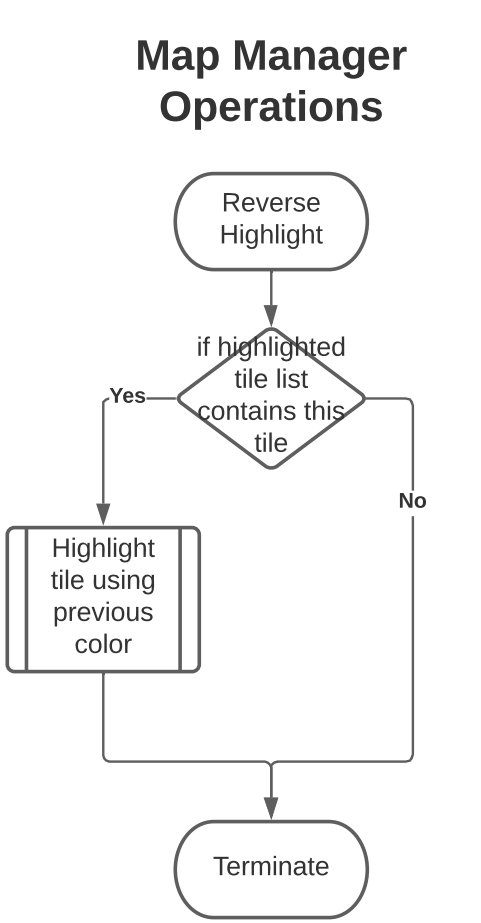 Map Manager
Operations
Reverse
Highlight
if highlighted
tile list
contains this
tile
Yes
No
Highlight
tile using
previous
color
Terminate